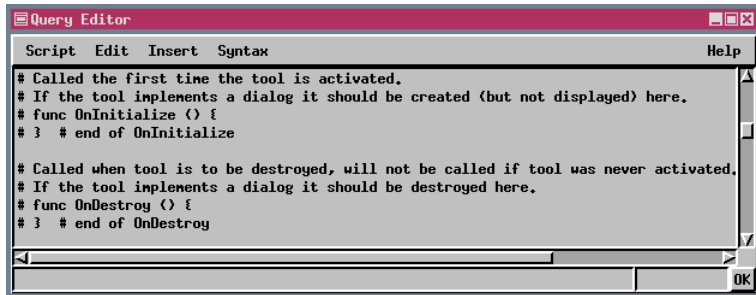 Query Editor
Script Edit Insert Syntax Help
# Called the first time the tool is activated.
# If the tool implements a dialog it should be created (but not displayed) here.
# func OnInitialize () {
# } # end of OnInitialize
# Called when tool is to be destroyed, will not be called if tool was never activated.
# If the tool implements a dialog it should be destroyed here.
# func OnDestroy () {
# } # end of OnDestroy
OK